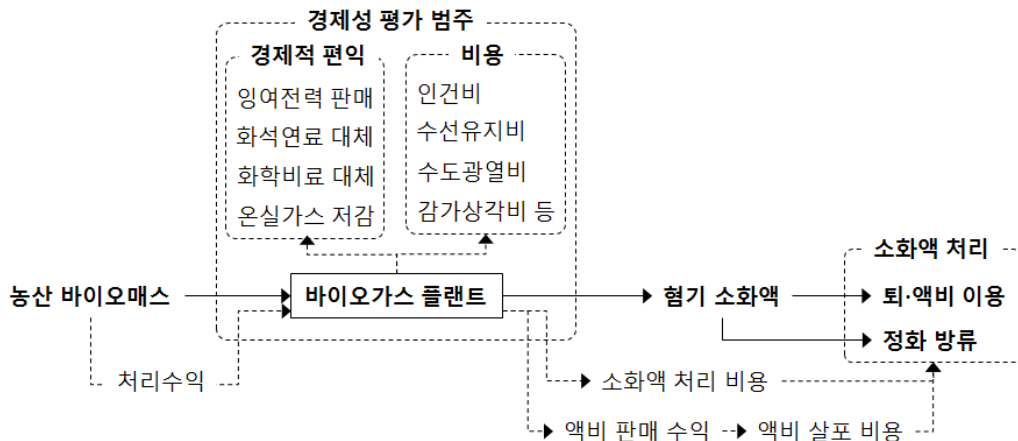 경제성 평가 범주
경제적 편익
잉여전력 판매
화석연료 대체
화학비료 대체
온실가스 저감
비용
인건비
수선유지비
수도광열비
감가상각비 등
농산 바이오매스
바이오가스 플랜트
혐기 소화액
소화액 처리
퇴·액비 이용
정화 방류
처리수익
소화액 처리 비용
액비 판매 수익
액비 살포 비용